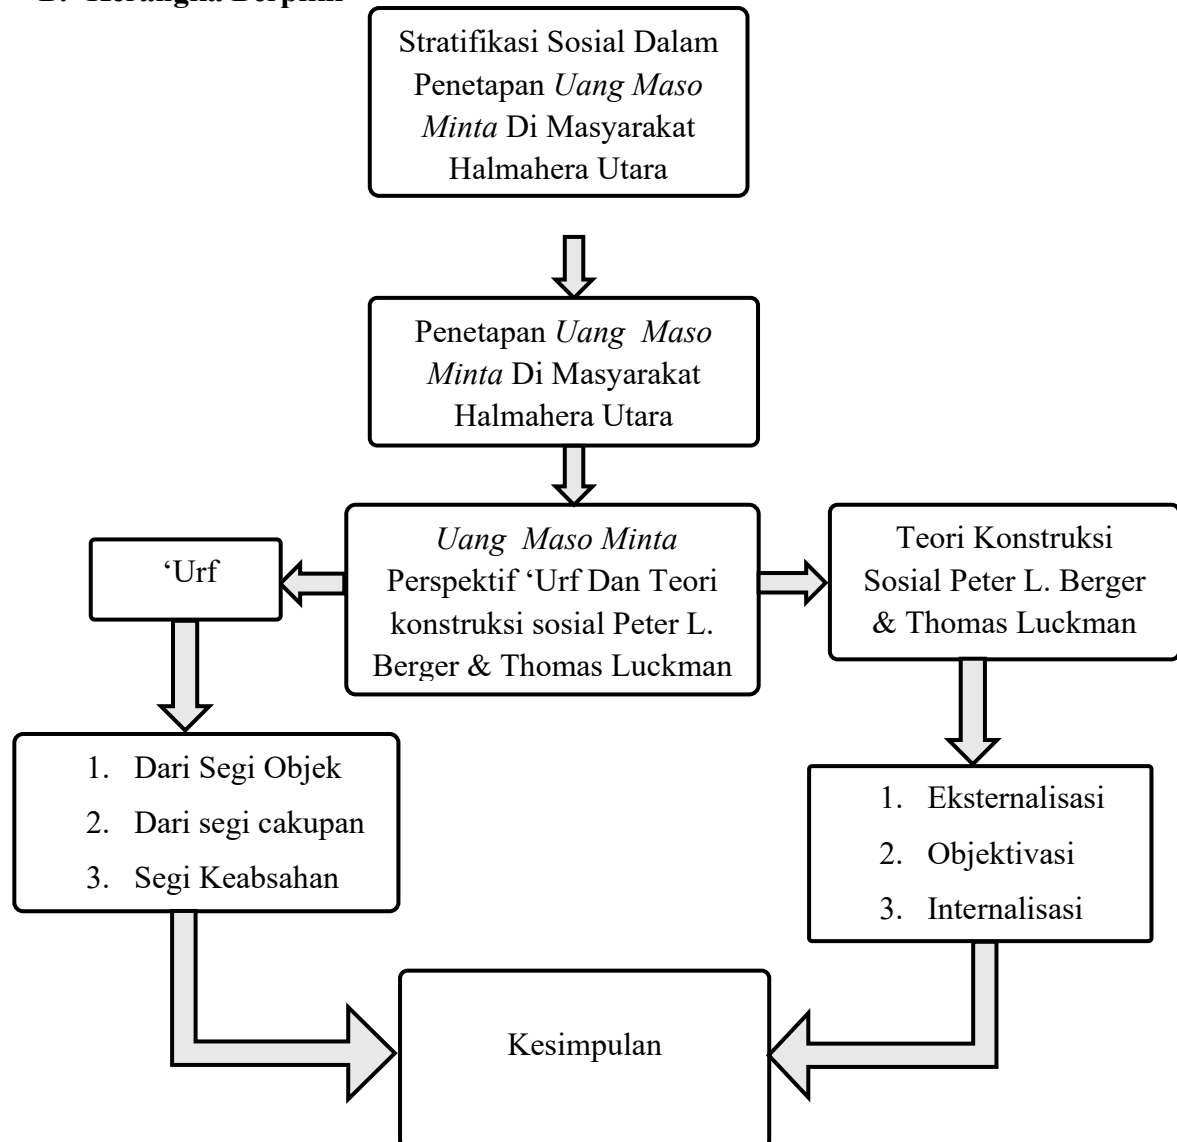 Stratifikasi Sosial Dalam
Penetapan Uang Maso
Minta Di Masyarakat
Halmahera Utara
Penetapan Uang Maso
Minta Di Masyarakat
Halmahera Utara
‘Urf
Uang Maso Minta
Perspektif ‘Urf Dan Teori
konstruksi sosial Peter L.
Berger & Thomas Luckman
Teori Konstruksi
Sosial Peter L. Berger
& Thomas Luckman
1. Dari Segi Objek
2. Dari segi cakupan
3. Segi Keabsahan
1. Eksternalisasi
2. Objektivasi
3. Internalisasi
Kesimpulan